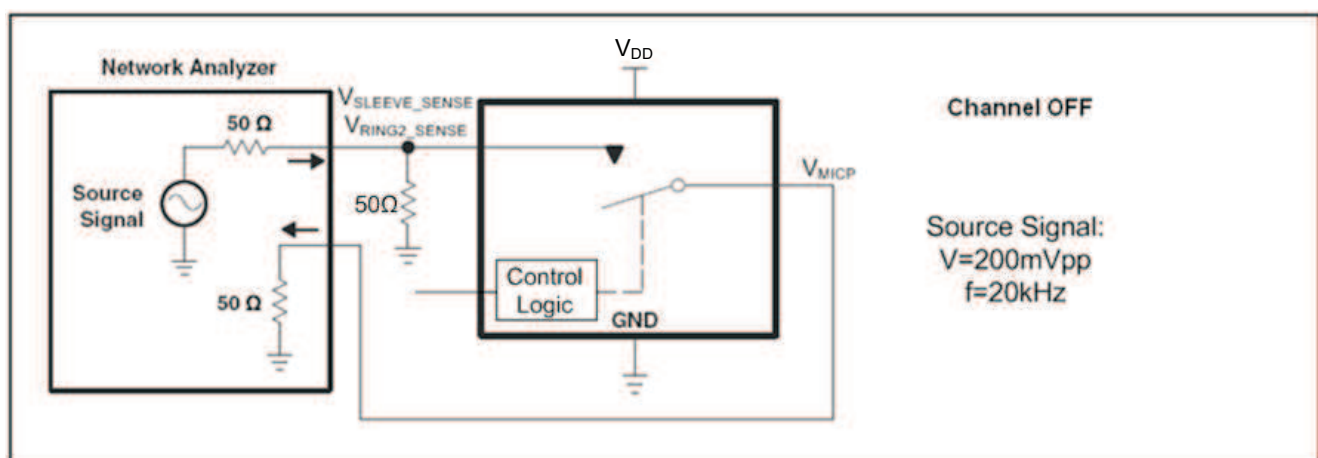 V_DD
Network Analyzer
V_SLEEVE_SENSE
V_RING2_SENSE
50 Ω
Channel OFF
Source
Signal
50Ω
V_MICP
Source Signal:
V=200mVpp
f=20kHz
50 Ω
Control
Logic
GND